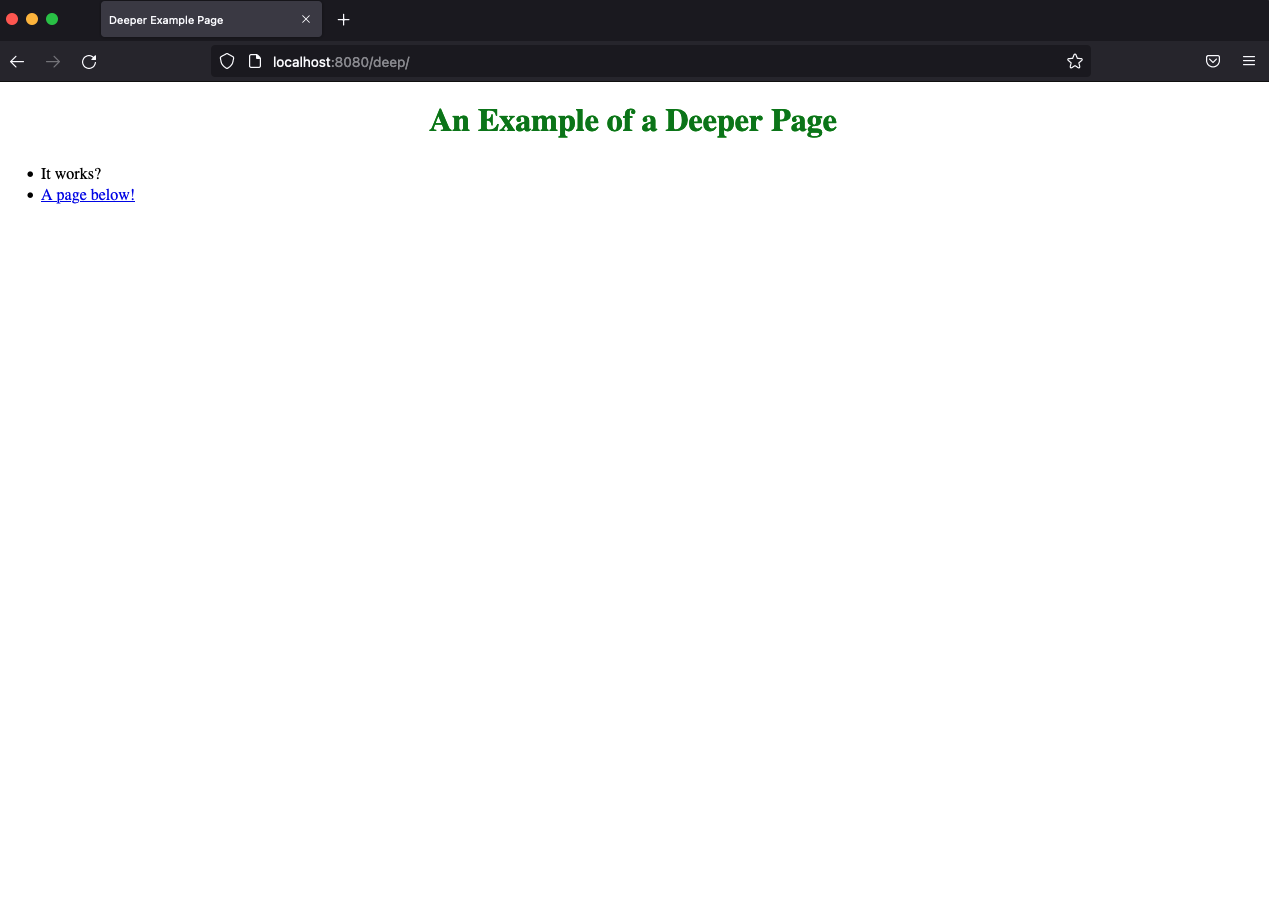 Deeper Example Page
localhost:8080/deep/
An Example of a Deeper Page
• It works?
• A page below!